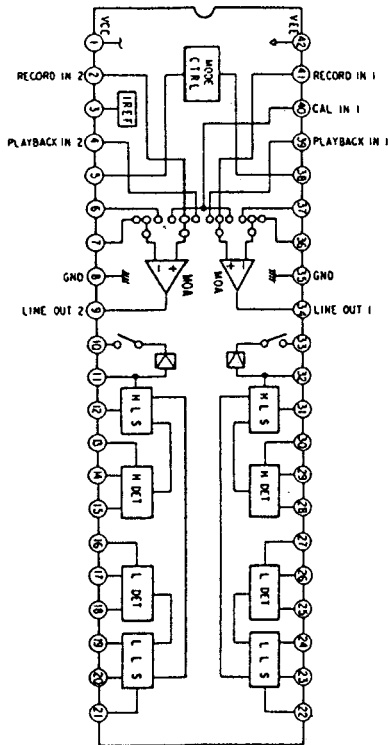 VCC VEE
1 42
RECORD IN 2 2 MODE CTRL 41 RECORD IN 1
3 IREF 40 CAL IN 1
PLAYBACK IN 2 4 39 PLAYBACK IN 1
5 38
6 37
7 36
GND 8 − + + − 35 GND
MOA MOA
LINE OUT 2 9 34 LINE OUT 1
10 33
11 32
12 HLS HLS 31
13 30
14 H DET H DET 29
15 28
16 27
17 L DET L DET 26
18 25
19 24
20 LLS LLS 23
21 22